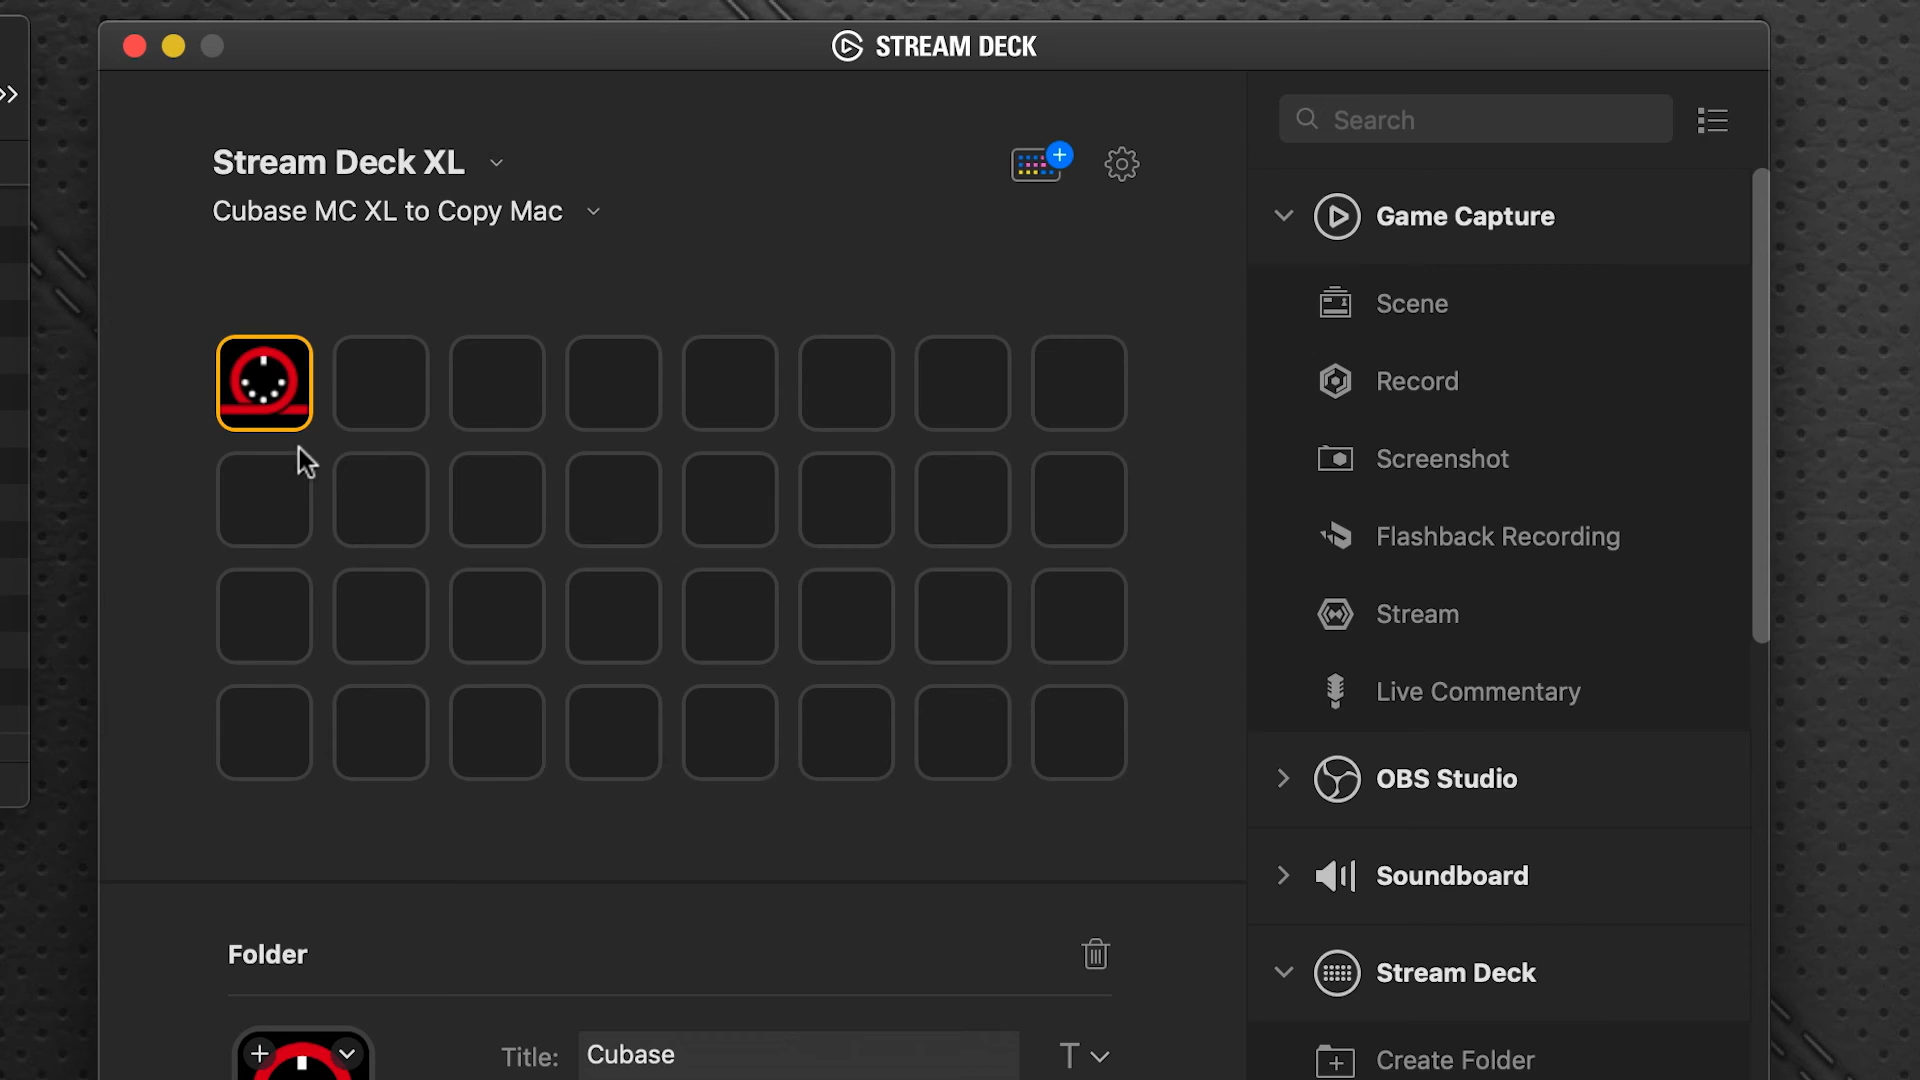 STREAM DECK
Search
Stream Deck XL
Cubase MC XL to Copy Mac
Game Capture
Scene
Record
Screenshot
Flashback Recording
Stream
Live Commentary
OBS Studio
Soundboard
Stream Deck
Create Folder
Folder
Title: Cubase
T